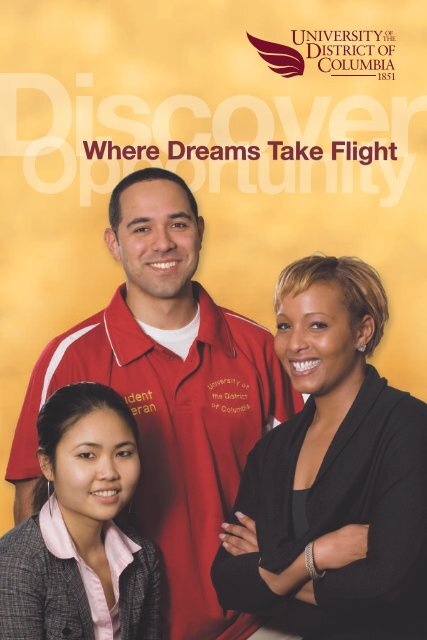 UNIVERSITY OF THE
DISTRICT OF
COLUMBIA
1851
Discover
Opportunity
Where Dreams Take Flight
University of
the District
of Columbia